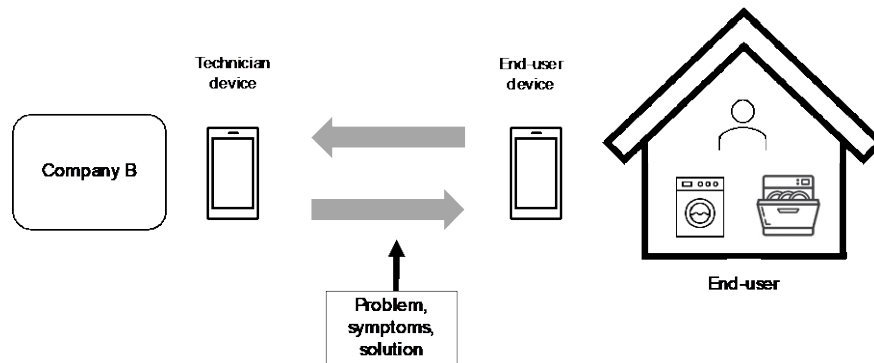 Technician
device
End-user
device
Company B
End-user
Problem,
symptoms,
solution